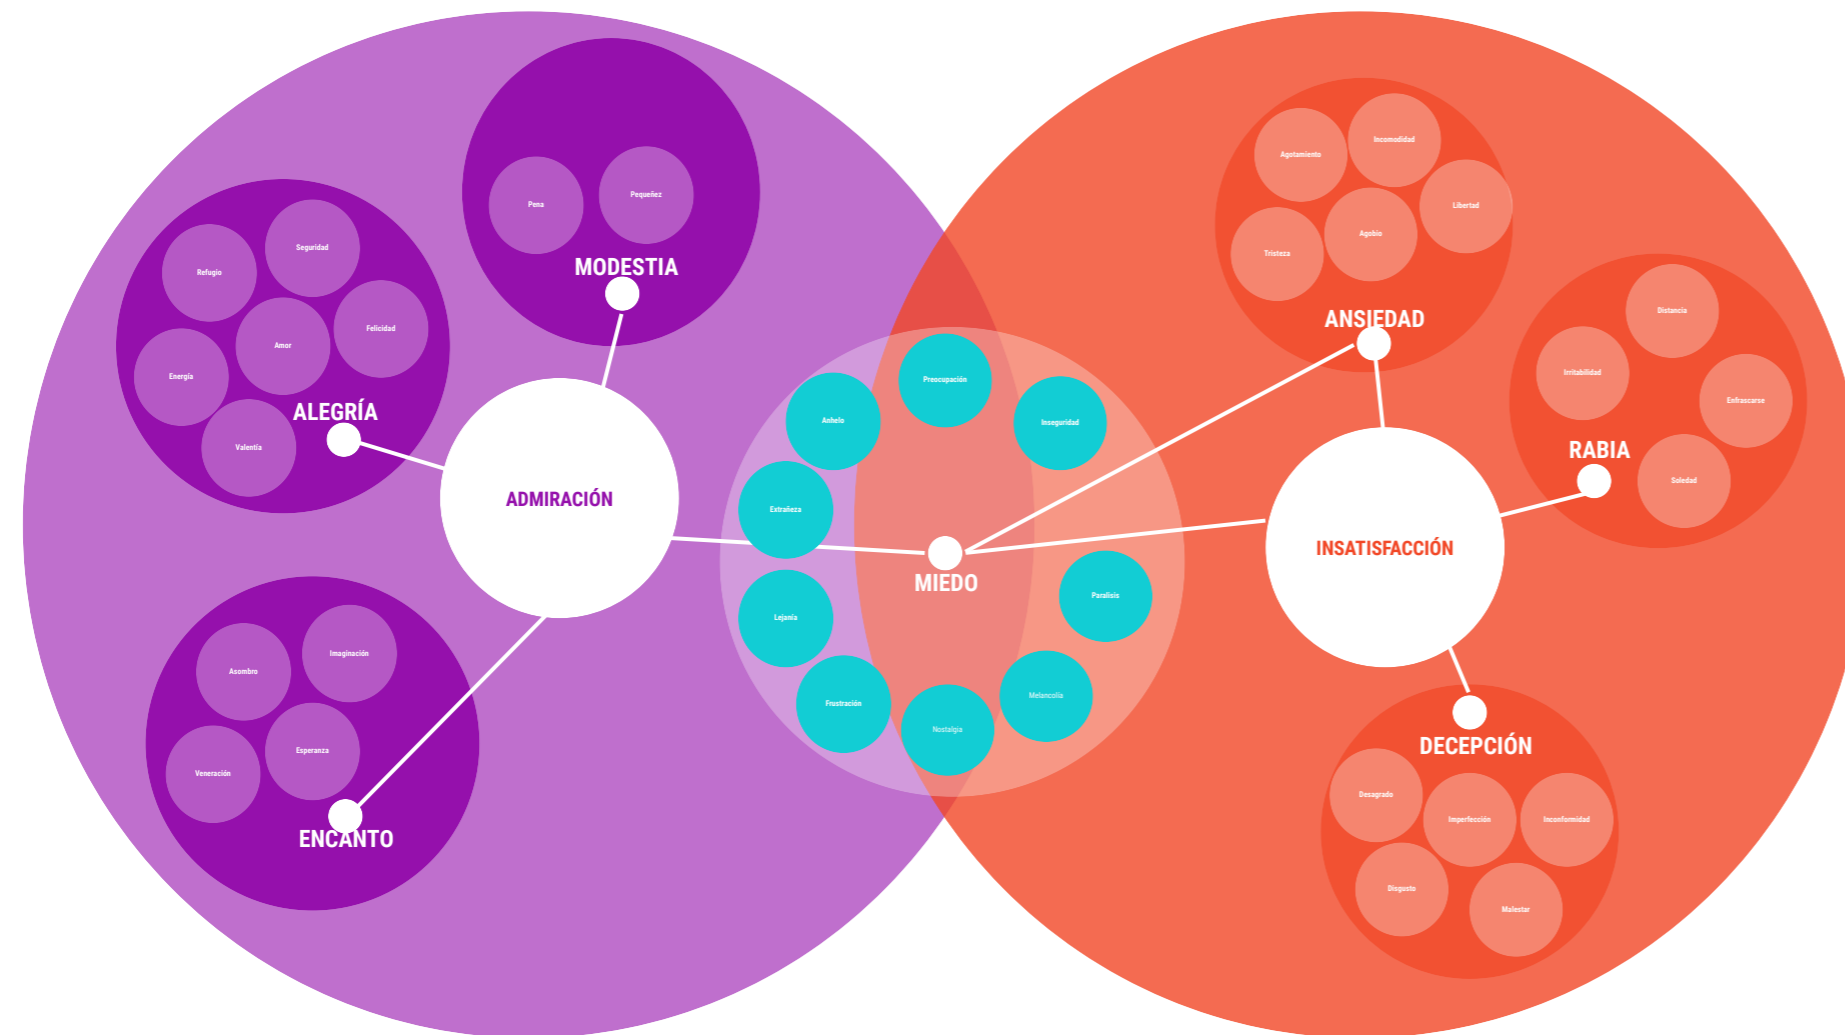 Pena
Pequeñez
MODESTIA
Seguridad
Refugio
Felicidad
Amor
Energía
ALEGRÍA
Valentía
ADMIRACIÓN
Imaginación
Asombro
Esperanza
Veneración
ENCANTO
Preocupación
Anhelo
Inseguridad
Extrañeza
MIEDO
Paralisis
Lejanía
Melancolía
Frustración
Nostalgia
Incomodidad
Agotamiento
Libertad
Agobio
Tristeza
ANSIEDAD
Distancia
Irritabilidad
Enfrascarse
RABIA
Soledad
INSATISFACCIÓN
DECEPCIÓN
Desagrado
Imperfección
Inconformidad
Disgusto
Malestar